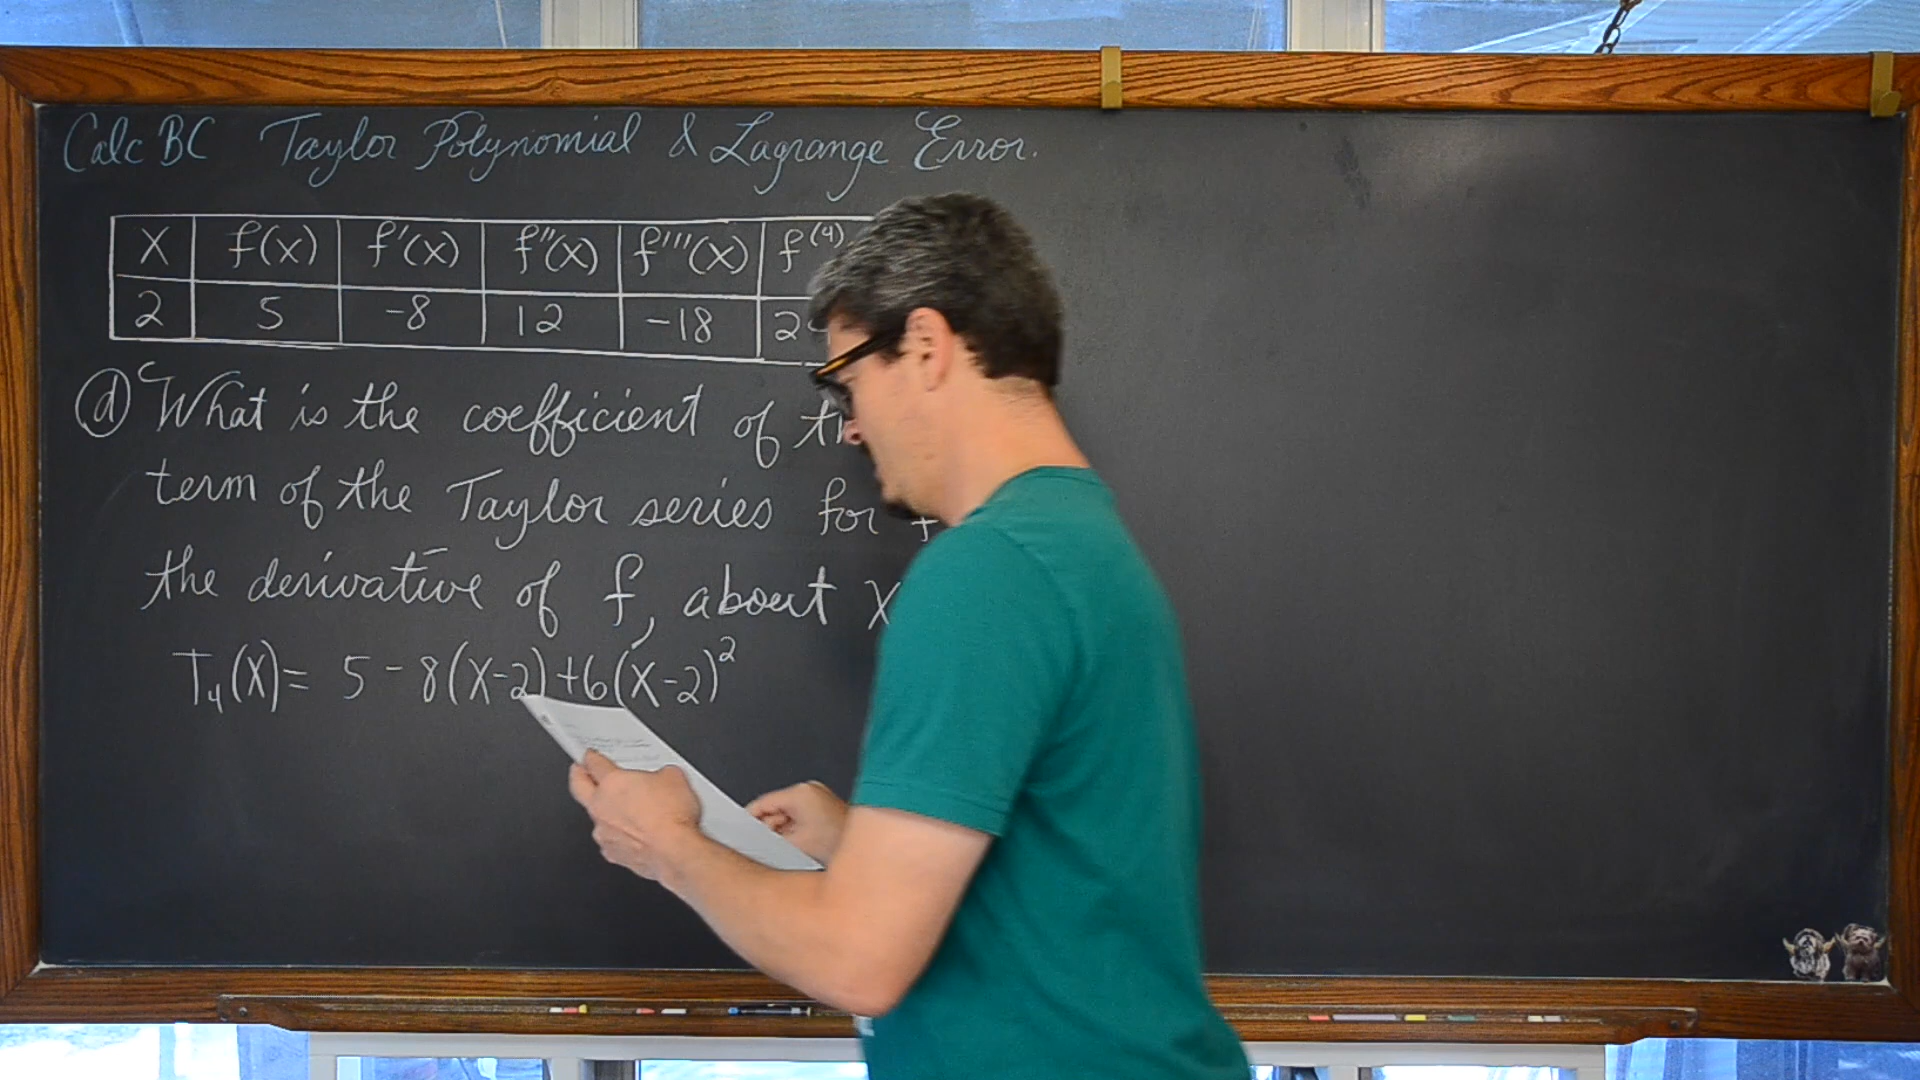 Calc BC Taylor Polynomial & Lagrange Error.
X f(x) f'(x) f''(x) f'''(x) f⁽⁴⁾
2 5 -8 12 -18
(d) What is the coefficient of
term of the Taylor series for
the derivative of f, about X
T₄(X)= 5-8(X-2)+6(X-2)²